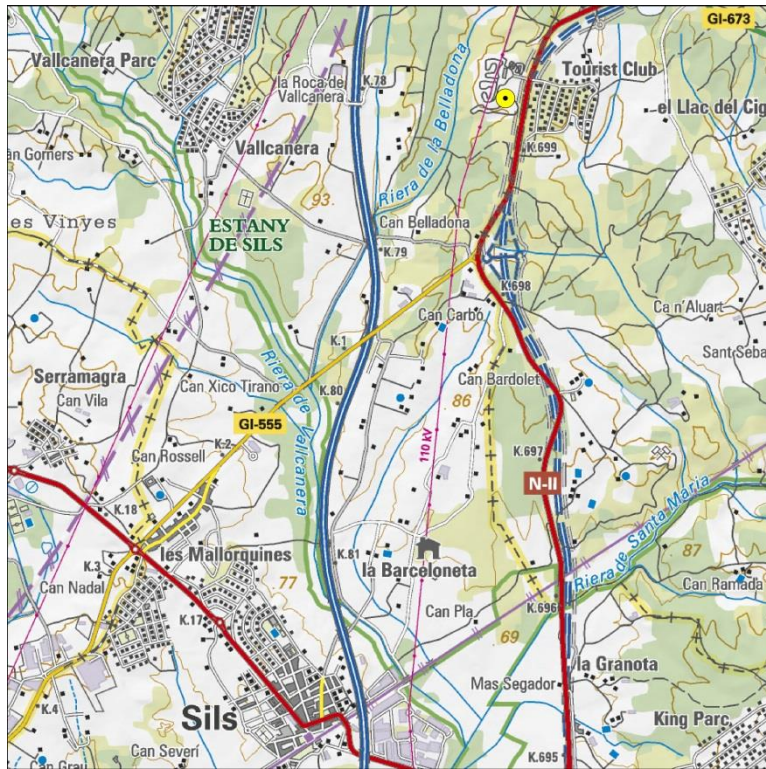 GI-673
Vallcanera Parc
Riera de la Belladona
la Roca de
Vallcanera
K.78
Tourist Club
el Llac del Cig
Vallcanera
K.699
an Gorners
93
es Vinyes
ESTANY
DE SILS
Can Belladona
K.79
K.698
Ca n'Aluart
Can Carbó
K.1
Sant Seba
Riera de Vallcanera
Serramagra
Can Xico Tirano
K.80
Can Bardolet
Can Vila
86
GI-555
110 kV
K.2
K.697
Can Rossell
N-II
K.18
Riera de Santa Maria
les Mallorquines
K.81
K.3
la Barceloneta
87
Can Nadal
77
Can Ramada
Can Pla
K.696
K.17
69
la Granota
Mas Segador
K.4
Sils
King Parc
Can Severí
K.695
Can Grau